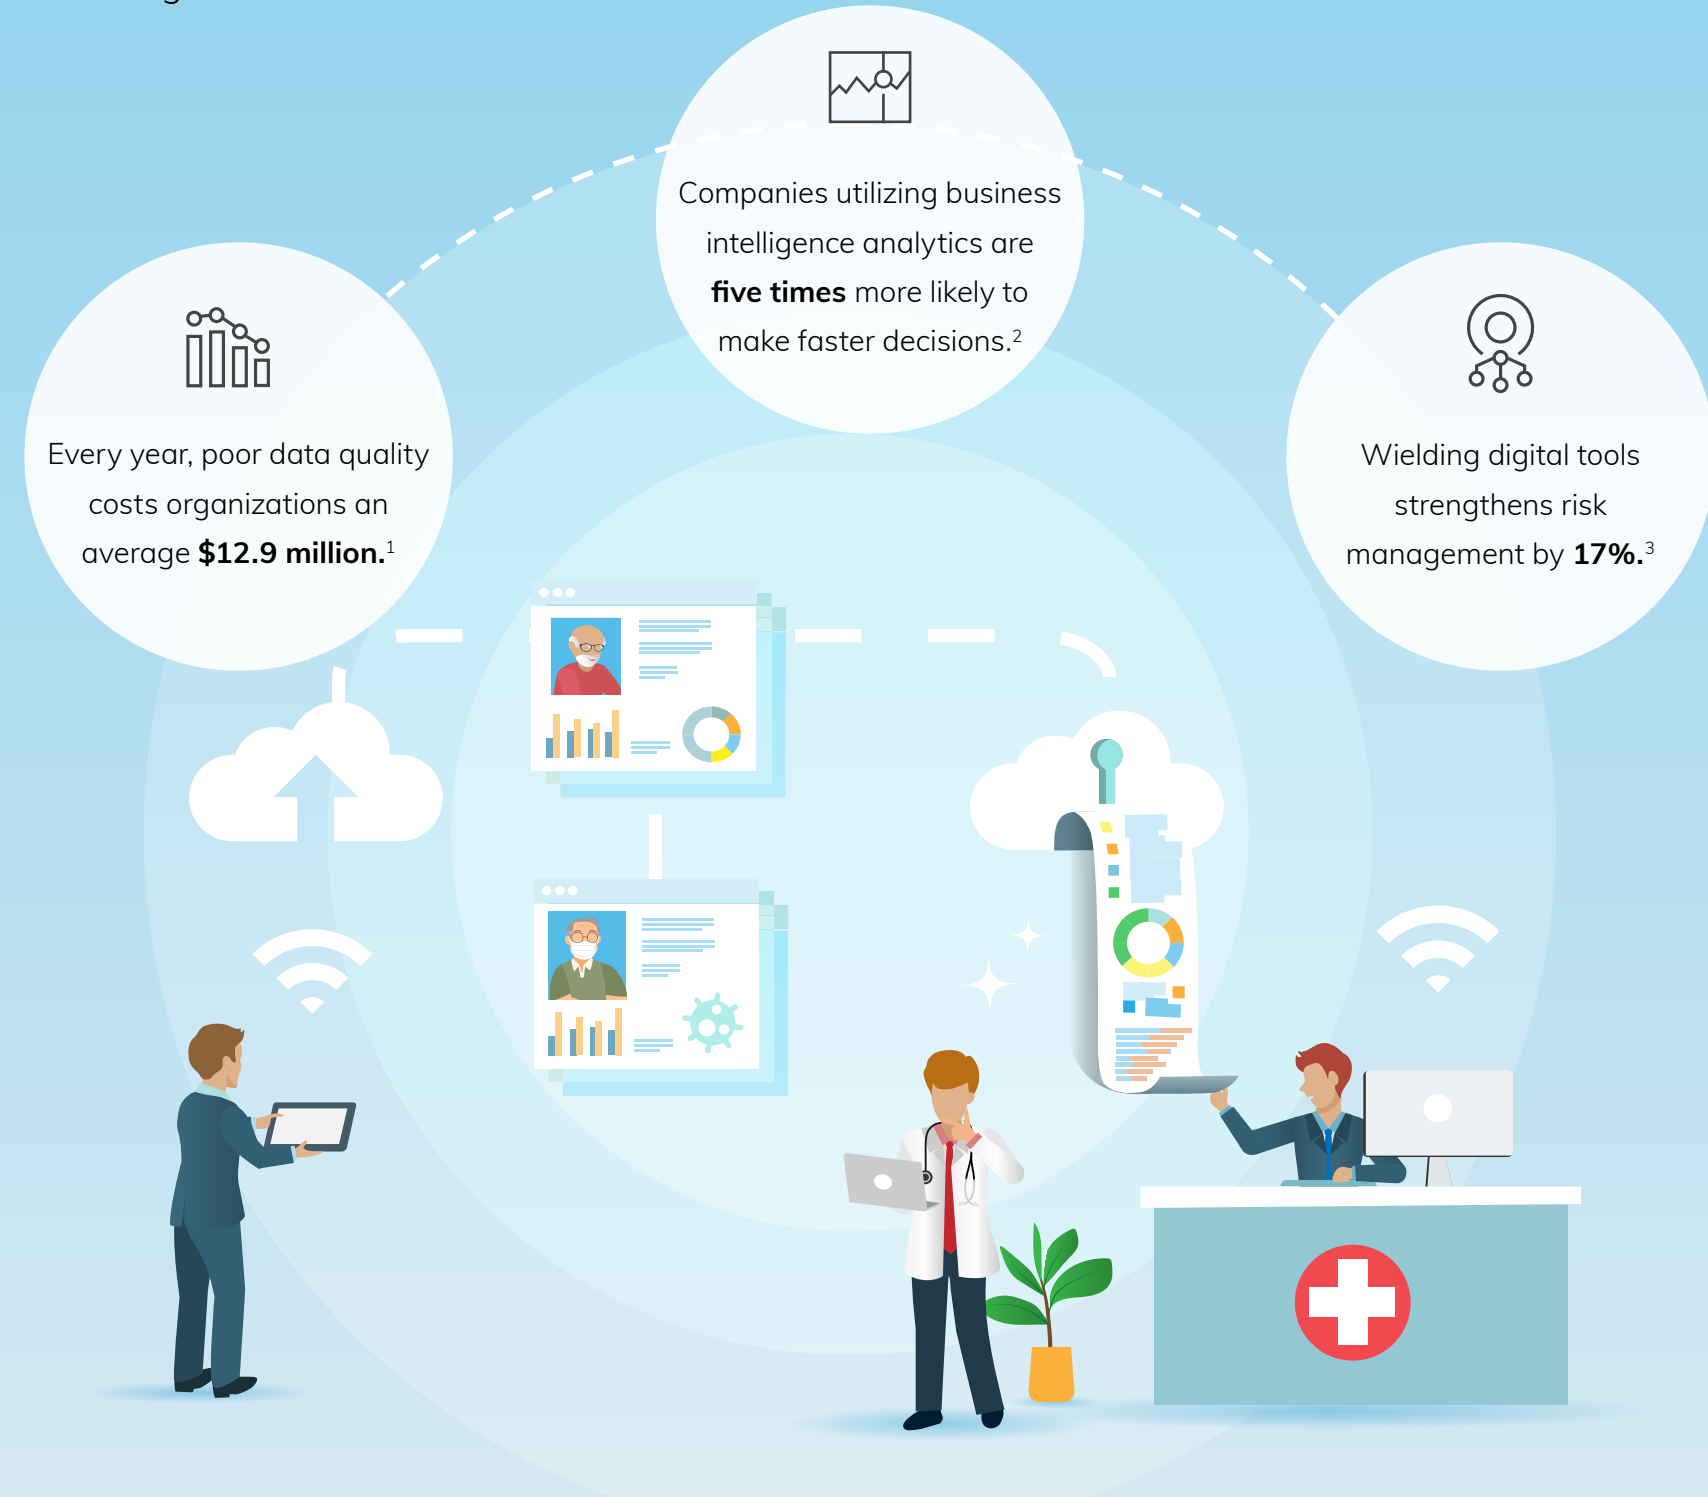 Companies utilizing business
intelligence analytics are
five times more likely to
make faster decisions.2
Every year, poor data quality
costs organizations an
average $12.9 million.1
Wielding digital tools
strengthens risk
management by 17%.3